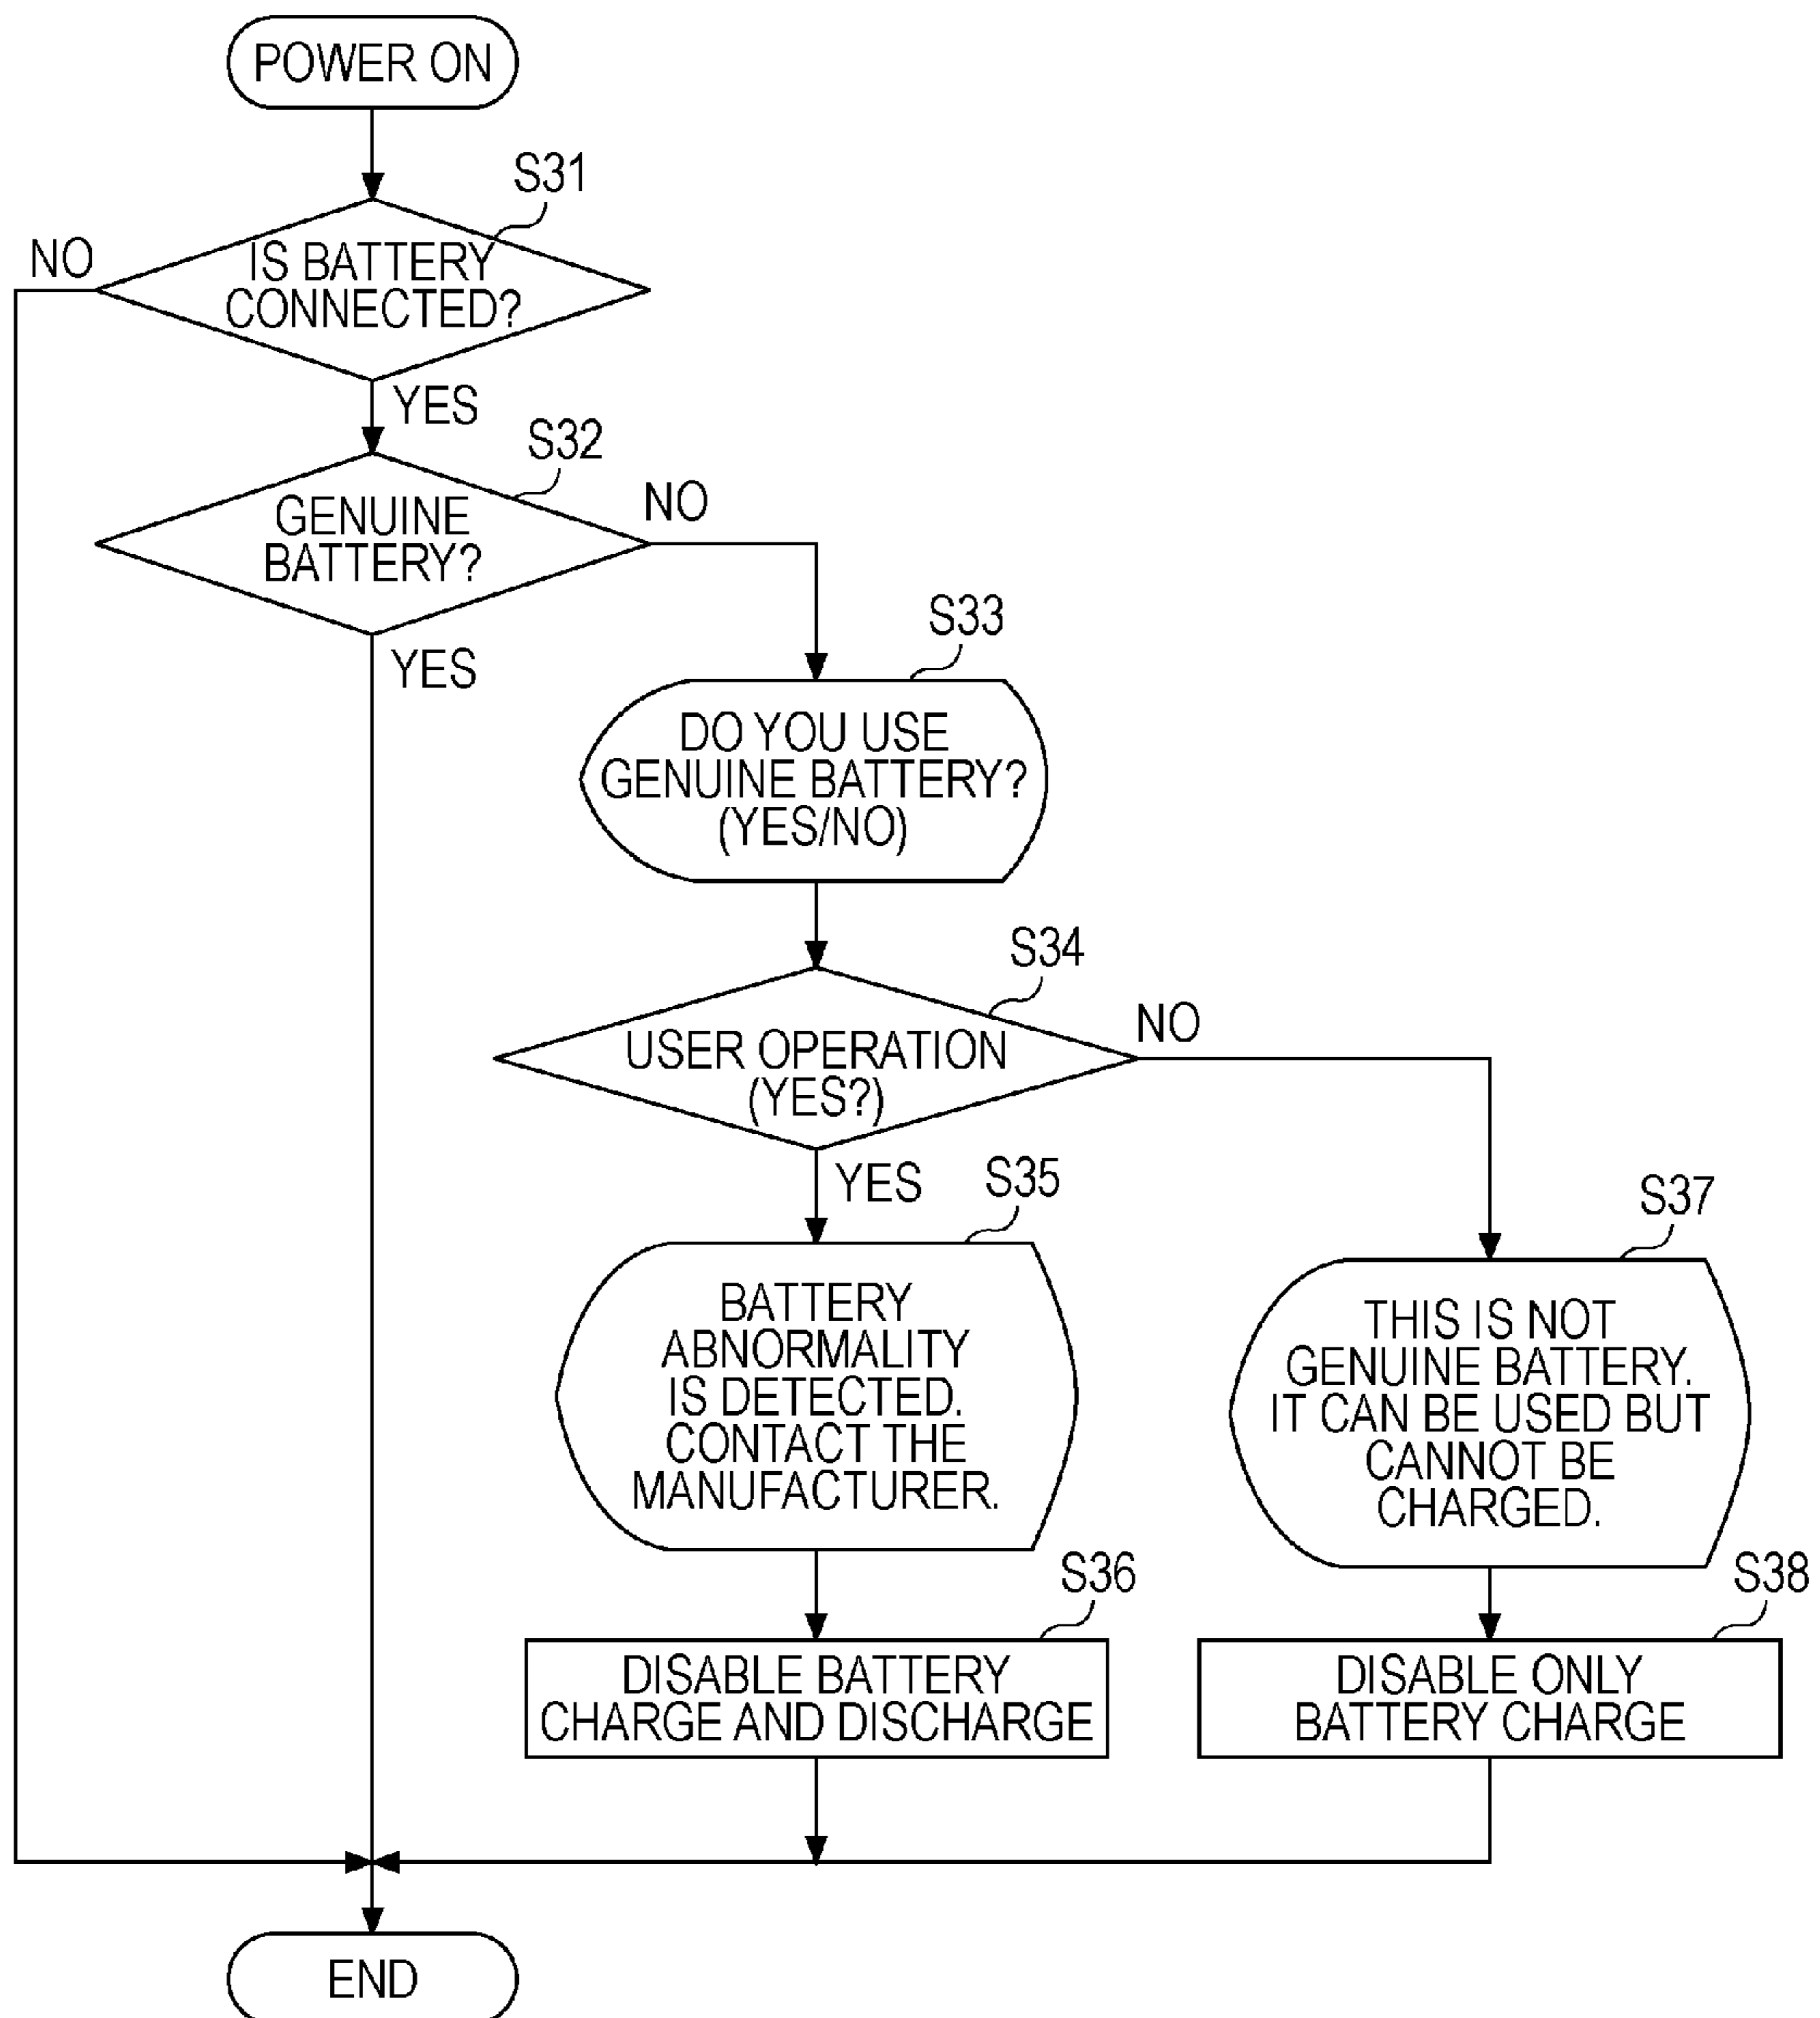 POWER ON
S31
NO
IS BATTERY
CONNECTED?
YES
S32
NO
GENUINE
BATTERY?
YES
S33
DO YOU USE
GENUINE BATTERY?
(YES/NO)
S34
NO
USER OPERATION
(YES?)
YES
S35
BATTERY
ABNORMALITY
IS DETECTED.
CONTACT THE
MANUFACTURER.
S37
THIS IS NOT
GENUINE BATTERY.
IT CAN BE USED BUT
CANNOT BE
CHARGED.
S36
DISABLE BATTERY
CHARGE AND DISCHARGE
S38
DISABLE ONLY
BATTERY CHARGE
END